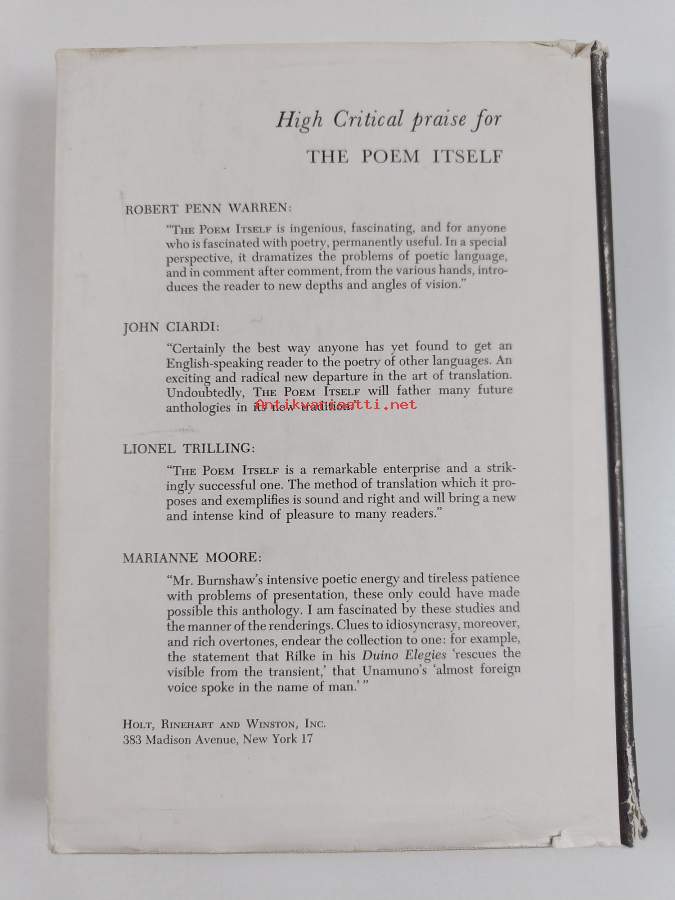 High Critical praise for
THE POEM ITSELF
ROBERT PENN WARREN:
“THE POEM ITSELF is ingenious, fascinating, and for anyone
who is fascinated with poetry, permanently useful. In a special
perspective, it dramatizes the problems of poetic language,
and in comment after comment, from the various hands, intro-
duces the reader to new depths and angles of vision.”
JOHN CIARDI:
“Certainly the best way anyone has yet found to get an
English-speaking reader to the poetry of other languages. An
exciting and radical new departure in the art of translation.
Undoubtedly, THE POEM ITSELF will father many future
anthologies in its new tradition.”
Antikvariaatti.net
LIONEL TRILLING:
“THE POEM ITSELF is a remarkable enterprise and a strik-
ingly successful one. The method of translation which it pro-
poses and exemplifies is sound and right and will bring a new
and intense kind of pleasure to many readers.”
MARIANNE MOORE:
“Mr. Burnshaw’s intensive poetic energy and tireless patience
with problems of presentation, these only could have made
possible this anthology. I am fascinated by these studies and
the manner of the renderings. Clues to idiosyncrasy, moreover,
and rich overtones, endear the collection to one: for example,
the statement that Rilke in his Duino Elegies ‘rescues the
visible from the transient,’ that Unamuno’s ‘almost foreign
voice spoke in the name of man.’ ”
HOLT, RINEHART AND WINSTON, INC.
383 Madison Avenue, New York 17